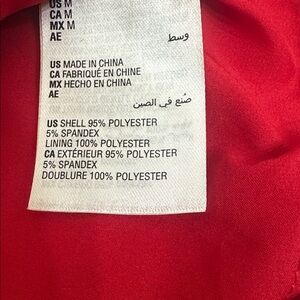 US M
CA M
MX M
AE
وسط
US MADE IN CHINA
CA FABRIQUÉ EN CHINE
MX HECHO EN CHINA
AE
صُنع في الصين
US SHELL 95% POLYESTER
5% SPANDEX
LINING 100% POLYESTER
CA EXTÉRIEUR 95% POLYESTER
5% SPANDEX
DOUBLURE 100% POLYESTER